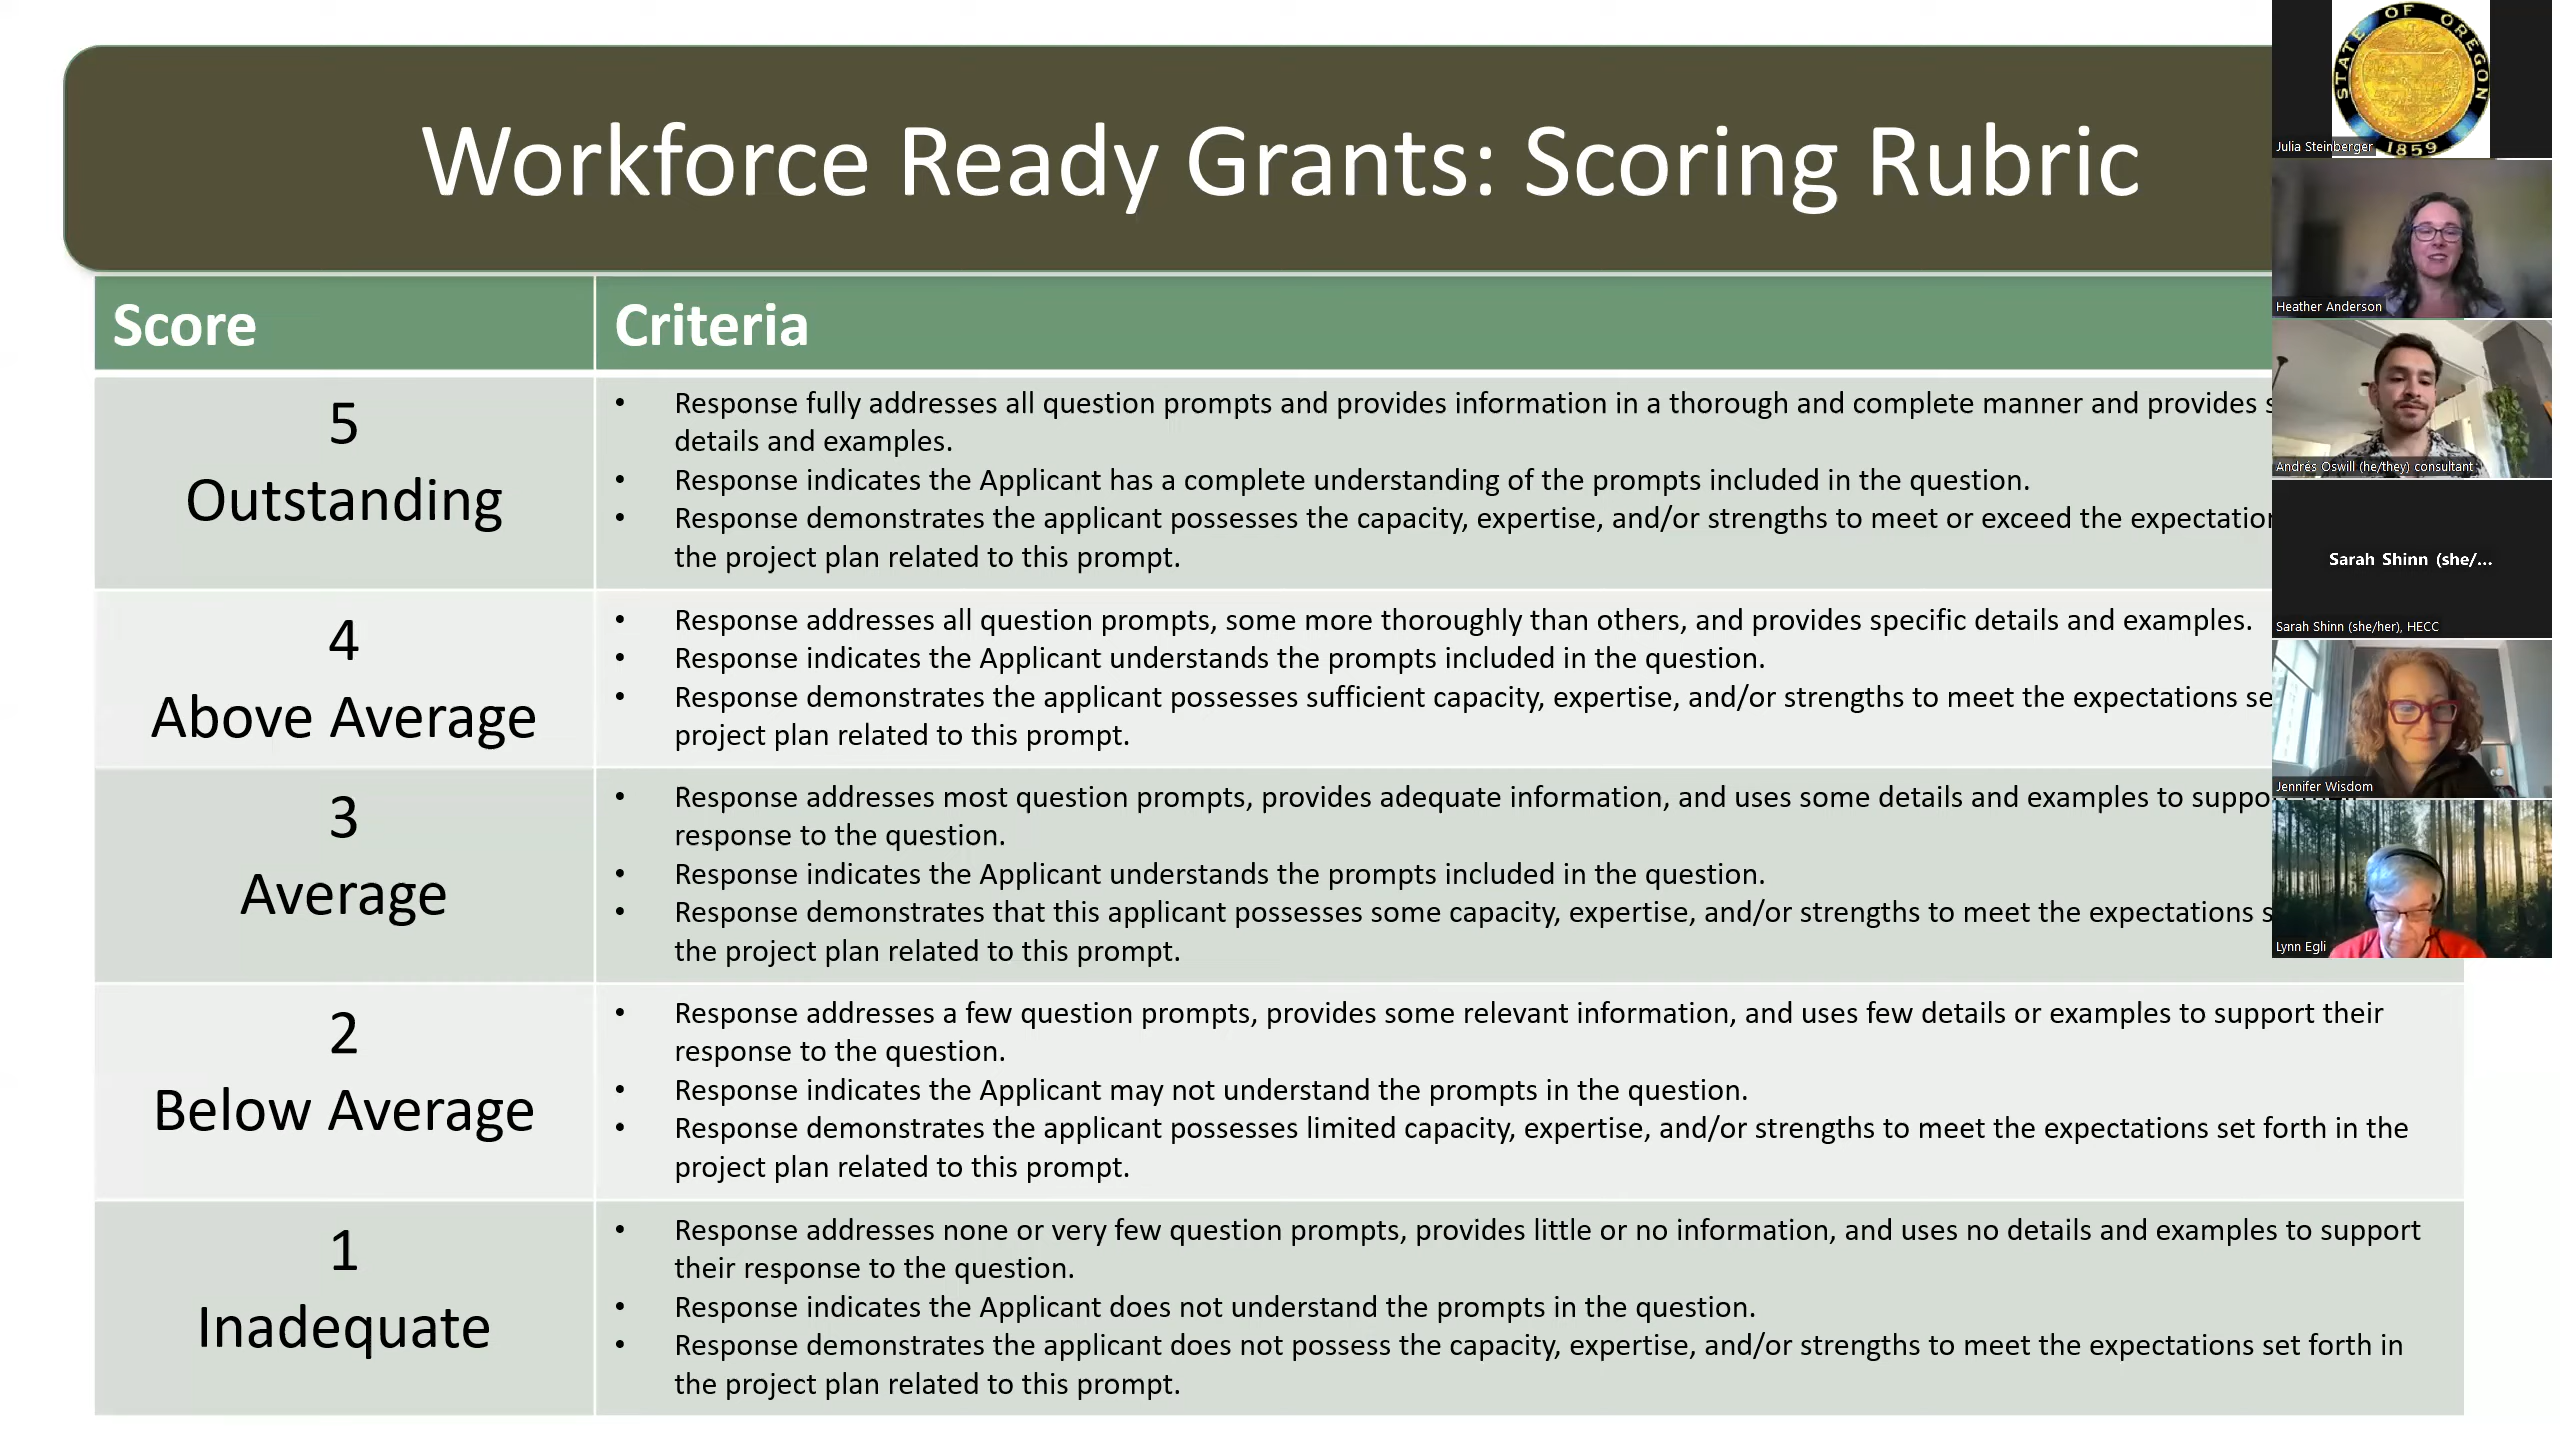 Workforce Ready Grants: Scoring Rubric
Score
Criteria
5
Outstanding
• Response fully addresses all question prompts and provides information in a thorough and complete manner and provides
details and examples.
• Response indicates the Applicant has a complete understanding of the prompts included in the question.
• Response demonstrates the applicant possesses the capacity, expertise, and/or strengths to meet or exceed the
the project plan related to this prompt.
4
Above Average
• Response addresses all question prompts, some more thoroughly than others, and provides specific details and examples.
• Response indicates the Applicant understands the prompts included in the question.
• Response demonstrates the applicant possesses sufficient capacity, expertise, and/or strengths to meet the expectations
project plan related to this prompt.
3
Average
• Response addresses most question prompts, provides adequate information, and uses some details and examples to
response to the question.
• Response indicates the Applicant understands the prompts included in the question.
• Response demonstrates that this applicant possesses some capacity, expertise, and/or strengths to meet the expectations
the project plan related to this prompt.
2
Below Average
• Response addresses a few question prompts, provides some relevant information, and uses few details or examples to support their
response to the question.
• Response indicates the Applicant may not understand the prompts in the question.
• Response demonstrates the applicant possesses limited capacity, expertise, and/or strengths to meet the expectations set forth in the
project plan related to this prompt.
1
Inadequate
• Response addresses none or very few question prompts, provides little or no information, and uses no details and examples to support
their response to the question.
• Response indicates the Applicant does not understand the prompts in the question.
• Response demonstrates the applicant does not possess the capacity, expertise, and/or strengths to meet the expectations set forth in
the project plan related to this prompt.
STATE OF OREGON
1859
Julia Steinberger
Heather Anderson
Andrés Oswill (he/they) consultant
Sarah Shinn (she/...
Sarah Shinn (she/her), HECC
Jennifer Wisdom
Lynn Egli